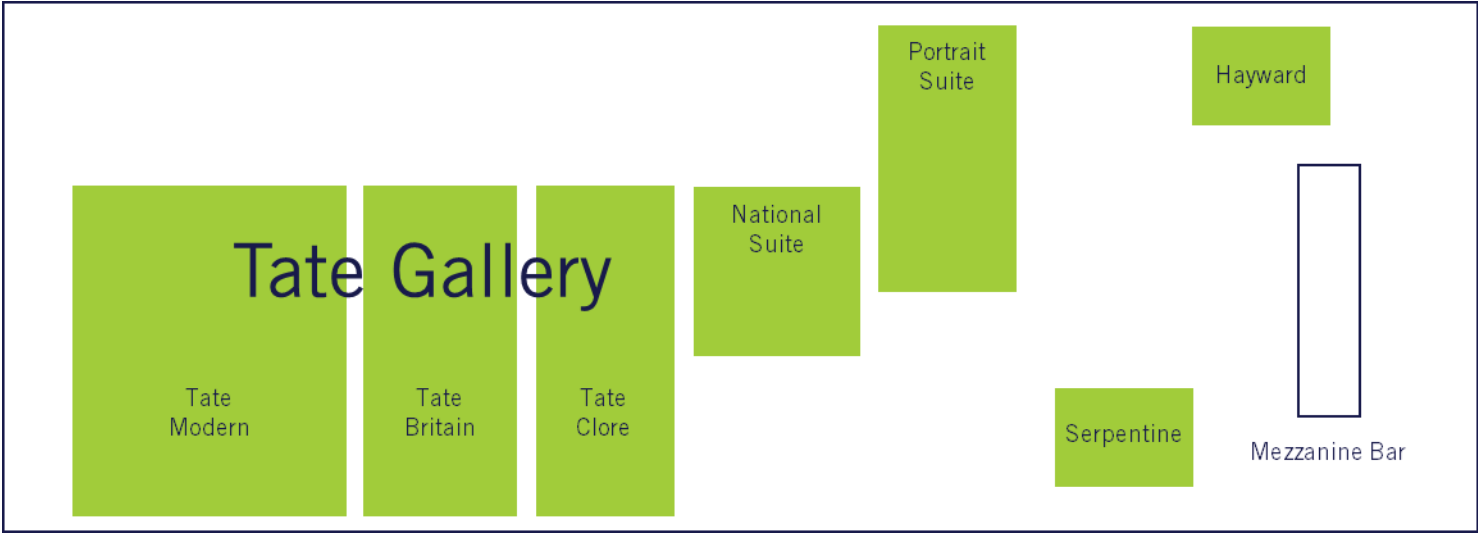 Portrait
Suite
Hayward
National
Suite
Tate Gallery
Tate
Modern
Tate
Britain
Tate
Clore
Serpentine
Mezzanine Bar